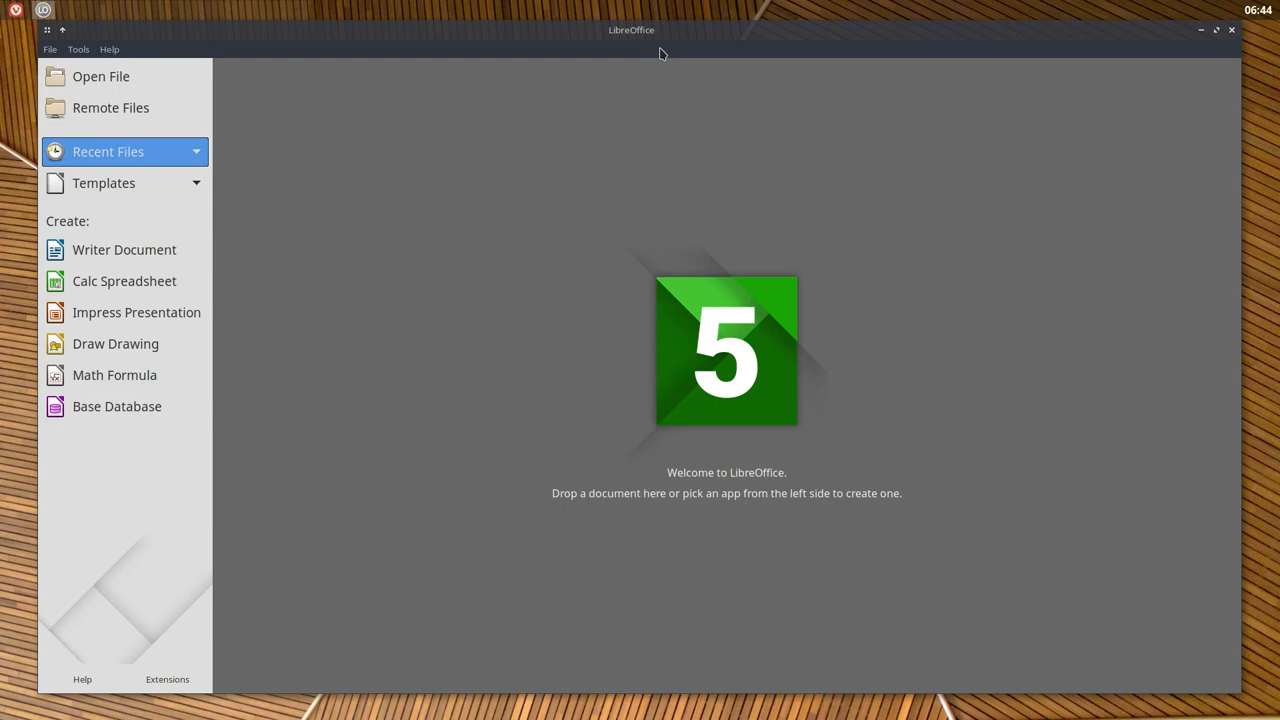 06:44
LibreOffice
File Tools Help
Open File
Remote Files
Recent Files
Templates
Create:
Writer Document
Calc Spreadsheet
Impress Presentation
Draw Drawing
Math Formula
Base Database
5
Welcome to LibreOffice.
Drop a document here or pick an app from the left side to create one.
Help Extensions